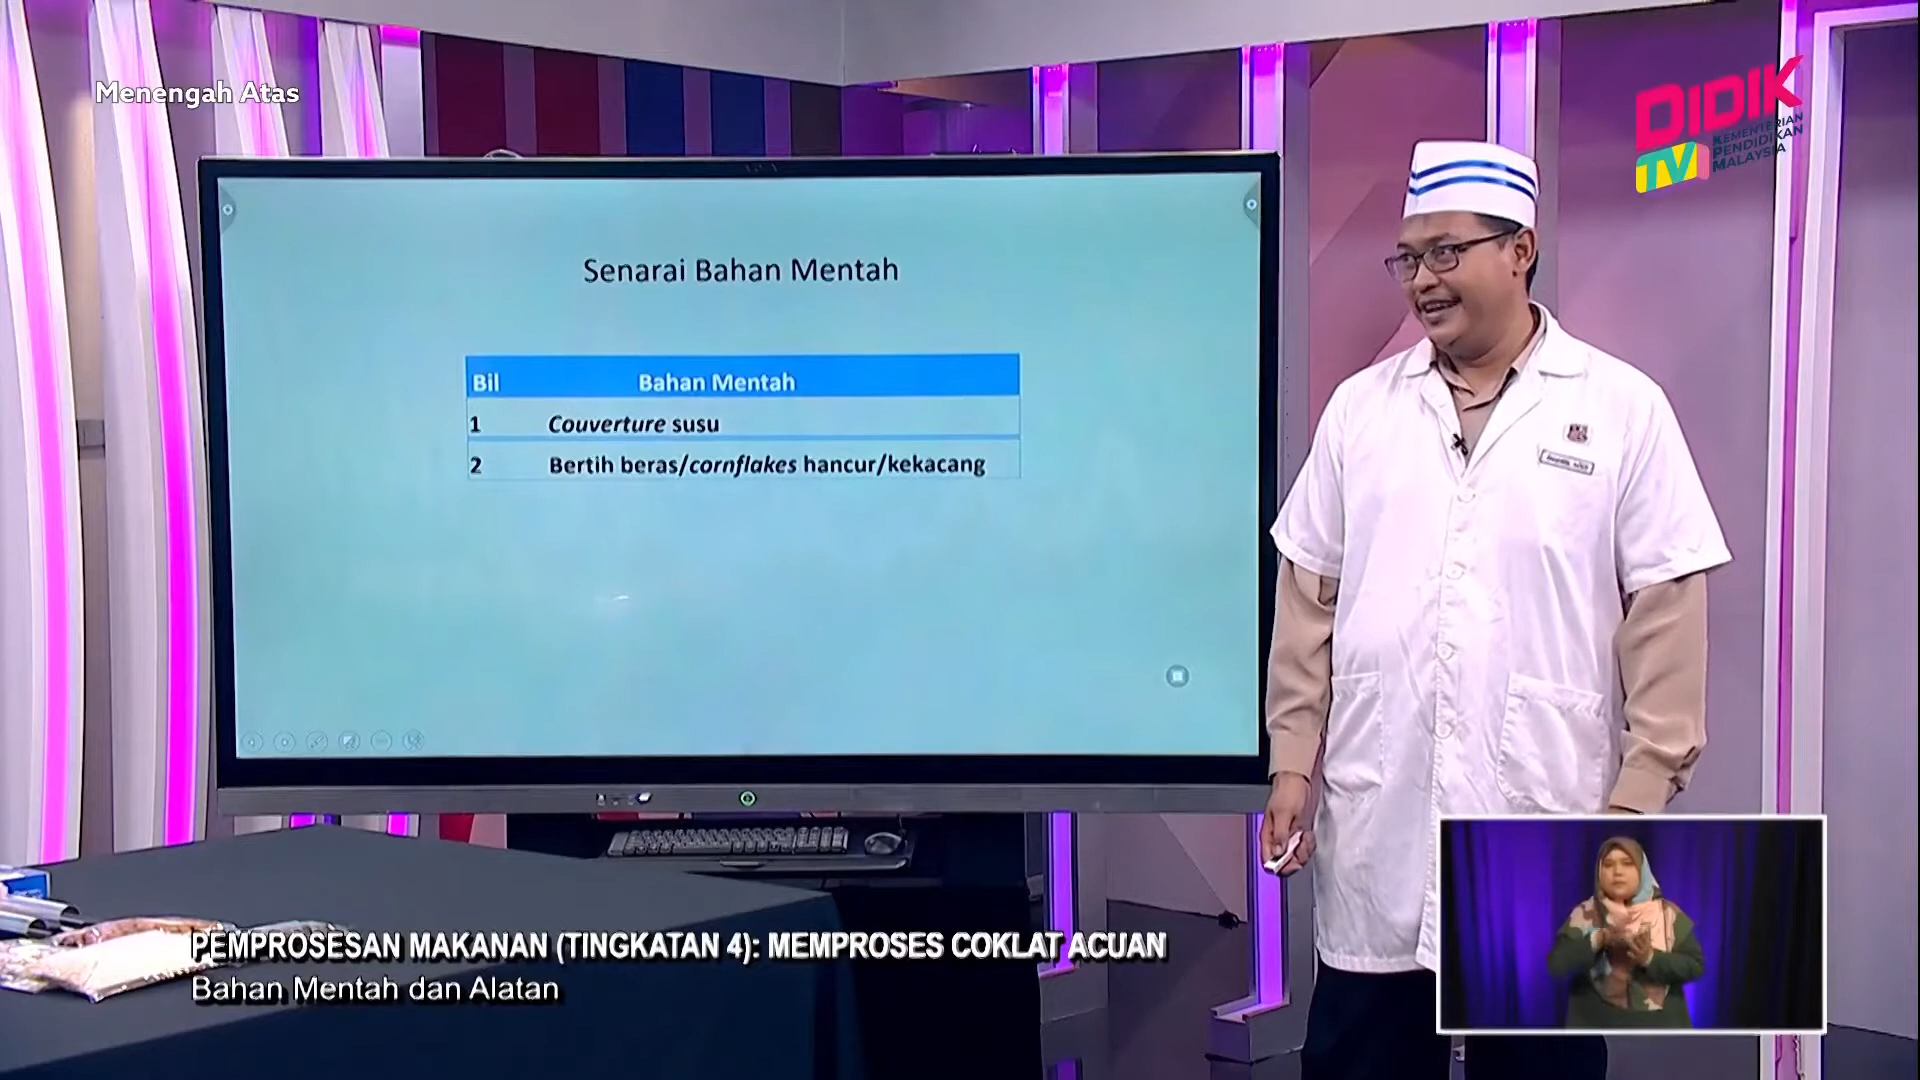 Menengah Atas
DIDIK
TV
KEMENTERIAN
PENDIDIKAN
MALAYSIA
Senarai Bahan Mentah
Bil Bahan Mentah
1 Couverture susu
2 Bertih beras/cornflakes hancur/kekacang
PEMPROSESAN MAKANAN (TINGKATAN 4): MEMPROSES COKLAT ACUAN
Bahan Mentah dan Alatan